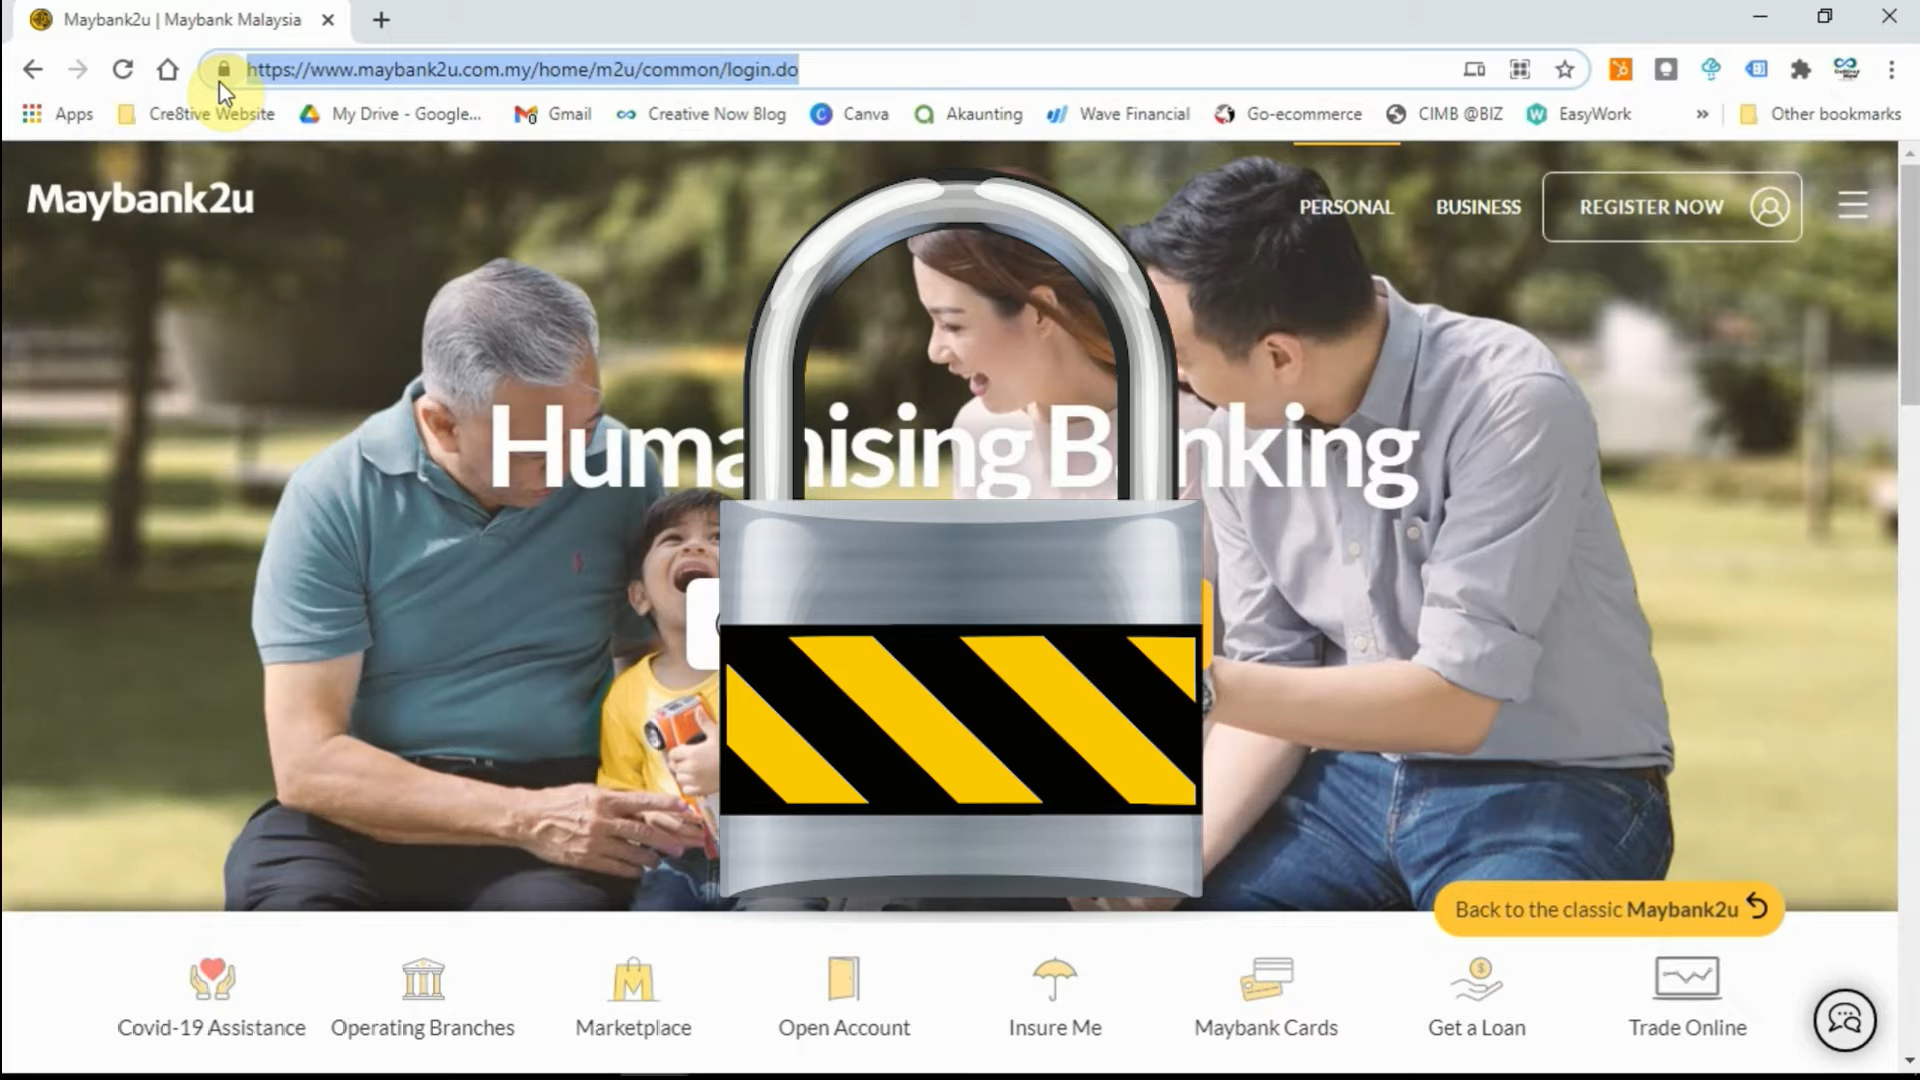 Maybank2u | Maybank Malaysia
https://www.maybank2u.com.my/home/m2u/common/login.do
Apps Cre8tive Website My Drive - Google... Gmail Creative Now Blog Canva Akaunting Wave Financial Go-ecommerce CIMB @BIZ EasyWork » Other bookmarks
Maybank2u PERSONAL BUSINESS REGISTER NOW
Humanising Banking
Back to the classic Maybank2u
Covid-19 Assistance Operating Branches Marketplace Open Account Insure Me Maybank Cards Get a Loan Trade Online